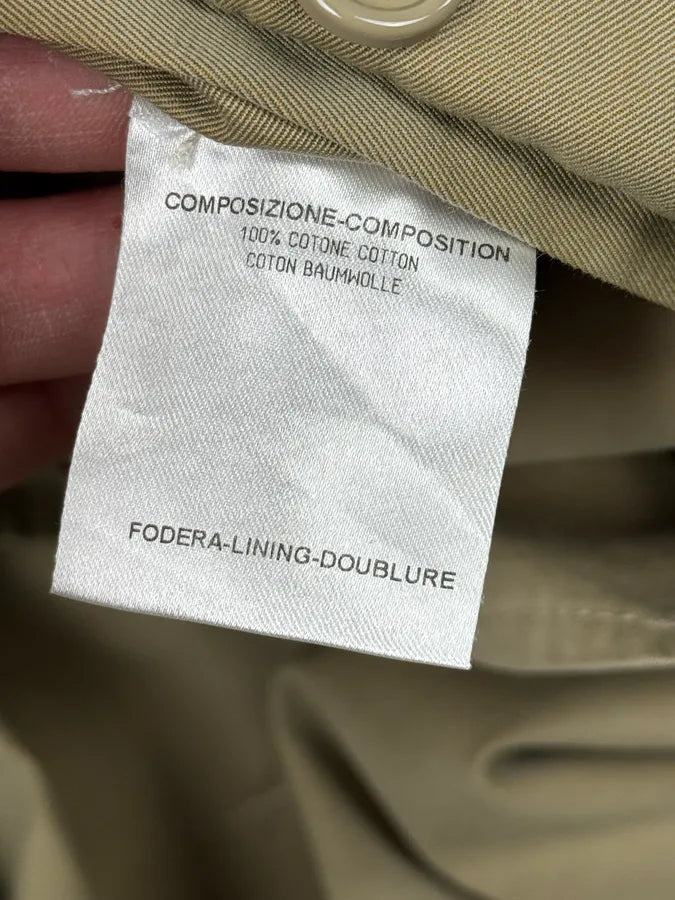 COMPOSIZIONE-COMPOSITION
100% COTONE COTTON
COTON BAUMWOLLE
FODERA-LINING-DOUBLURE